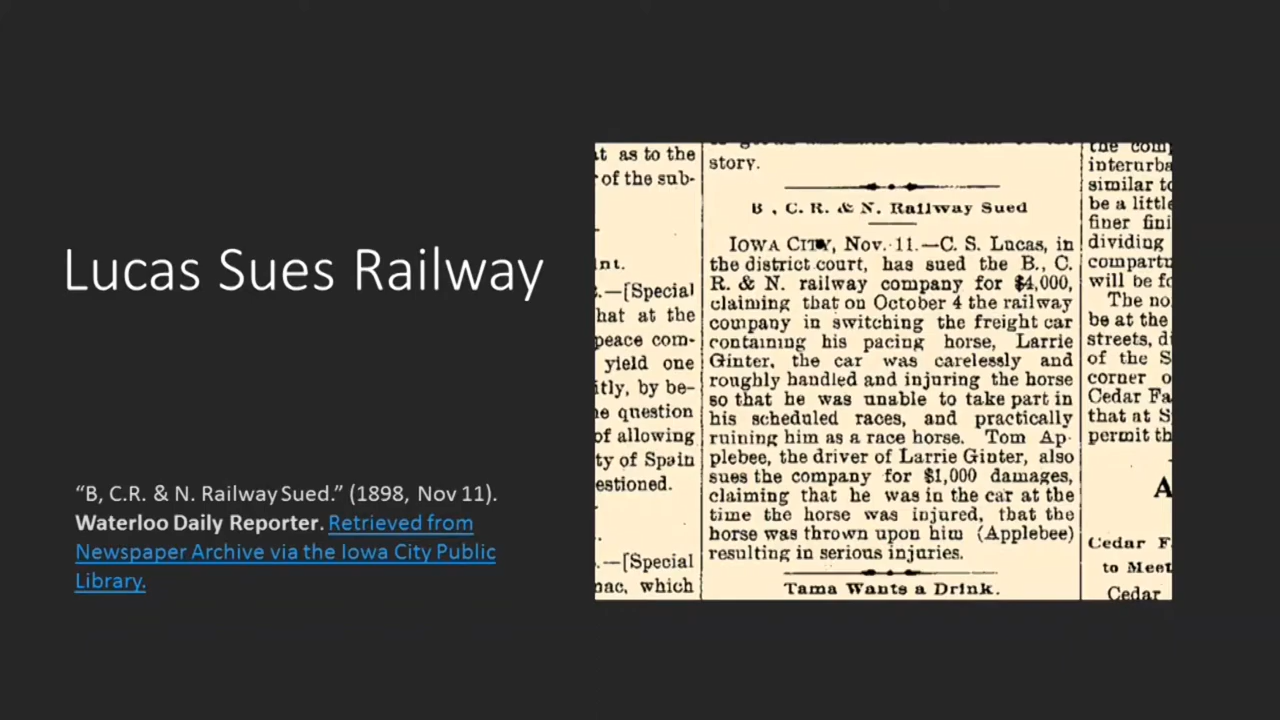 Lucas Sues Railway
“B, C.R. & N. Railway Sued.” (1898, Nov 11).
Waterloo Daily Reporter. Retrieved from
Newspaper Archive via the Iowa City Public
Library.
t as to the
of the sub-
nt.
.—[Special
hat at the
peace com-
yield one
itly, by be-
e question
of allowing
ty of Spain
estioned.
.—[Special
nac, which
story.
B , C. R. & N. Railway Sued
IOWA CITY, Nov. 11.—C. S. Lucas, in
the district court, has sued the B., C.
R. & N. railway company for $4,000,
claiming that on October 4 the railway
company in switching the freight car
containing his pacing horse, Larrie
Ginter, the car was carelessly and
roughly handled and injuring the horse
so that he was unable to take part in
his scheduled races, and practically
ruining him as a race horse. Tom Ap-
plebee, the driver of Larrie Ginter, also
sues the company for $1,000 damages,
claiming that he was in the car at the
time the horse was injured, that the
horse was thrown upon him (Applebee)
resulting in serious injuries.
Tama Wants a Drink.
the comp
interurba
similar to
be a little
finer fini
dividing
compartu
will be fo
The no
be at the
streets, di
of the S
corner o
Cedar Fa
that at S
permit th
A
Cedar F
to Meet
Cedar